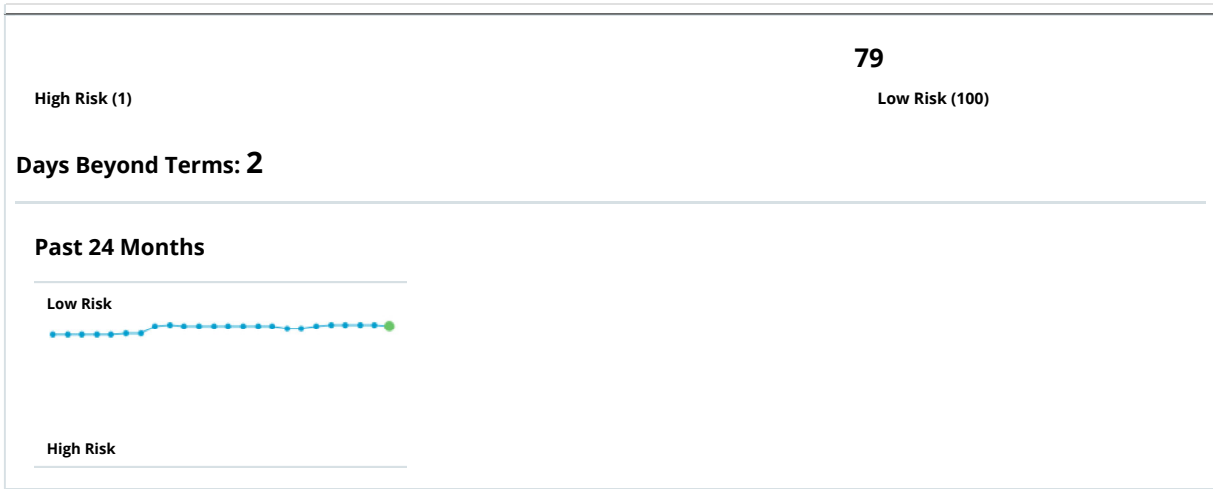 79
High Risk (1) Low Risk (100)
Days Beyond Terms: 2
Past 24 Months
Low Risk
High Risk